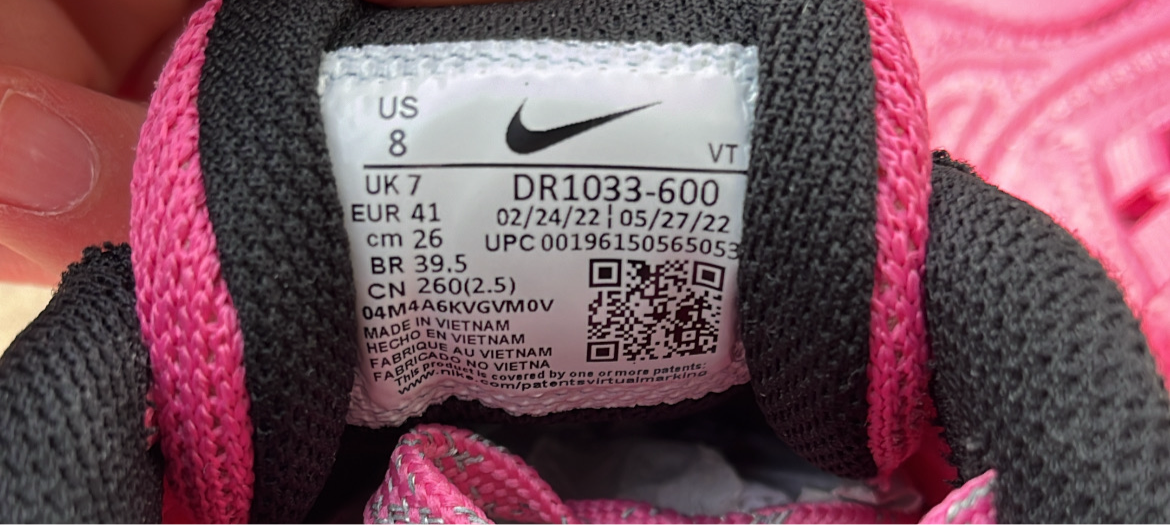 US
8
VT
UK 7
DR1033-600
EUR 41
02/24/22 ¦ 05/27/22
cm 26
UPC 00196150565053
BR 39.5
CN 260(2.5)
04M4A6KVGVM0V
MADE IN VIETNAM
HECHO EN VIETNAM
FABRIQUE AU VIETNAM
FABRICADO NO VIETNA
This product is covered by one or more patents:
www.nike.com/patentsvirtualmarking